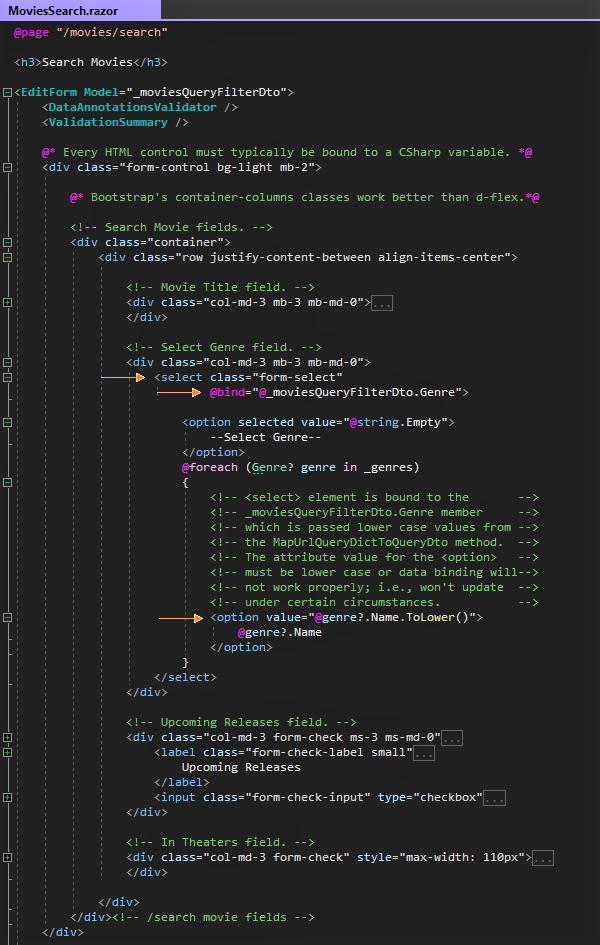 MoviesSearch.razor
@page "/movies/search"
<h3>Search Movies</h3>
<EditForm Model="_moviesQueryFilterDto">
<DataAnnotationsValidator />
<ValidationSummary />
@* Every HTML control must typically be bound to a CSharp variable. *@
<div class="form-control bg-light mb-2">
@* Bootstrap's container-columns classes work better than d-flex.*@
<!-- Search Movie fields. -->
<div class="container">
<div class="row justify-content-between align-items-center">
<!-- Movie Title field. -->
<div class="col-md-3 mb-3 mb-md-0">...
</div>
<!-- Select Genre field. -->
<div class="col-md-3 mb-3 mb-md-0">
<select class="form-select"
@bind="@_moviesQueryFilterDto.Genre">
<option selected value="@string.Empty">
--Select Genre--
</option>
@foreach (Genre? genre in _genres)
{
<!-- <select> element is bound to the -->
<!-- _moviesQueryFilterDto.Genre member -->
<!-- which is passed lower case values from -->
<!-- the MapUrlQueryDictToQueryDto method. -->
<!-- The attribute value for the <option> -->
<!-- must be lower case or data binding will-->
<!-- not work properly; i.e., won't update -->
<!-- under certain circumstances. -->
<option value="@genre?.Name.ToLower()">
@genre?.Name
</option>
}
</select>
</div>
<!-- Upcoming Releases field. -->
<div class="col-md-3 form-check ms-3 ms-md-0"...
<label class="form-check-label small"...
Upcoming Releases
</label>
<input class="form-check-input" type="checkbox"...
</div>
<!-- In Theaters field. -->
<div class="col-md-3 form-check" style="max-width: 110px">...
</div>
</div>
</div><!-- /search movie fields -->
</div>